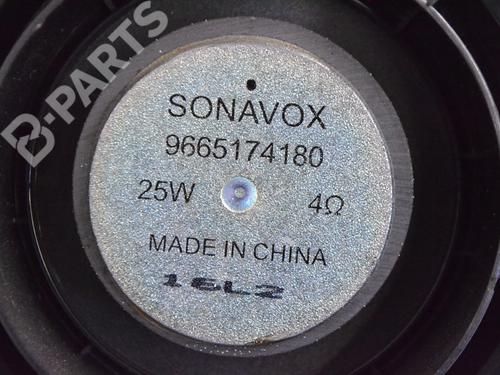 B-PARTS
SONAVOX
9665174180
25W 4Ω
MADE IN CHINA
16L2